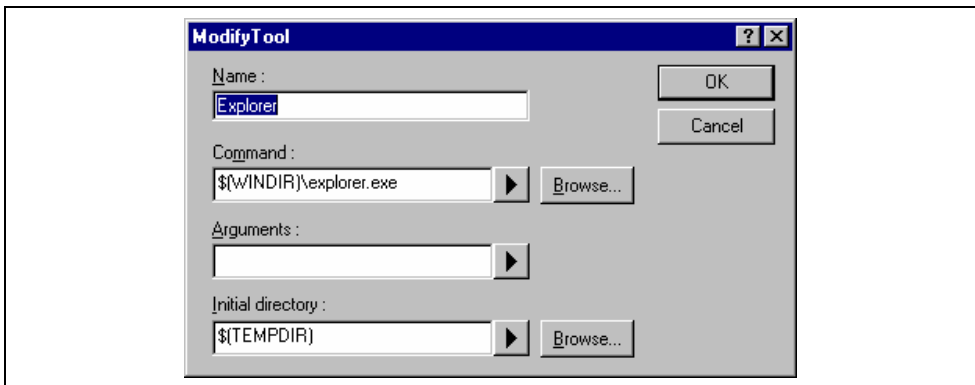 ModifyTool
Name :
OK
Explorer
Cancel
Command :
$(WINDIR)\explorer.exe
Browse...
Arguments :
Initial directory :
$(TEMPDIR)
Browse...